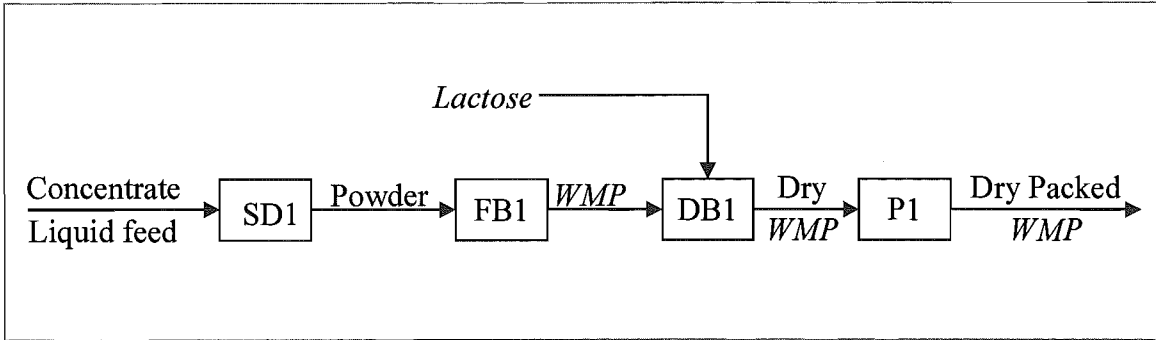 Lactose
Concentrate
Liquid feed
SD1
Powder
FB1
WMP
DB1
Dry
WMP
P1
Dry Packed
WMP